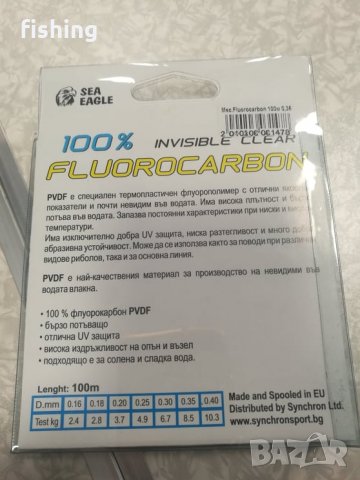 fishing
SEA
EAGLE
Вл.Fluorocarbon 100м 0,35
100% INVISIBLE CLEAR
FLUOROCARBON
PVDF е специален термопластичен флуорополимер с отлични
показатели и почти невидим във водата. Има висока плътност и
потъва във водата. Запазва постоянни характеристики при ниски и
температури.
Има изключително добра UV защита, ниска разтегливост и много
абразивна устойчивост. Може да се използва както за поводи при
видове риболов, така и за основна линия.
PVDF е най-качествения материал за производство на невидими във
водата влакна.
• 100 % флуорокарбон PVDF
• бързо потъващо
• отлична UV защита
• висока издръжливост на опън и възел
• подходящо е за солена и сладка вода.
Lenght: 100m
D.mm 0.16 0.18 0.20 0.25 0.30 0.35 0.40
Test kg 2.4 2.8 3.7 4.9 6.7 8.5 10.3
Made and Spooled in EU
Distributed by Synchron Ltd.
www.synchronsport.bg
BAZAR